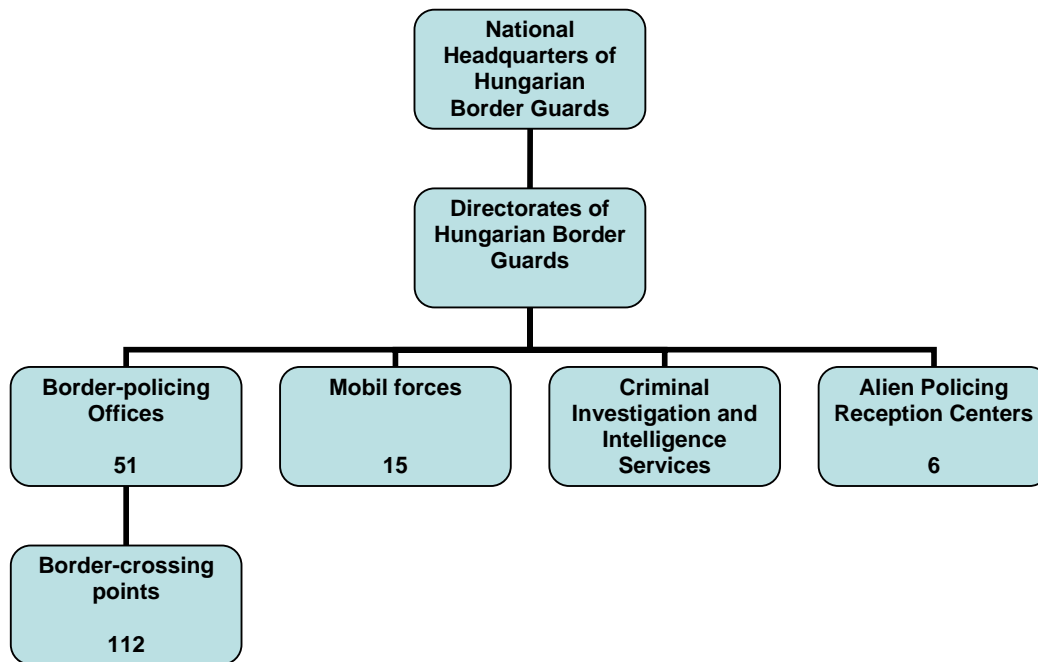 National
Headquarters of
Hungarian
Border Guards
Directorates of
Hungarian Border
Guards
Border-policing
Offices
51
Mobil forces
15
Criminal
Investigation and
Intelligence
Services
Alien Policing
Reception Centers
6
Border-crossing
points
112